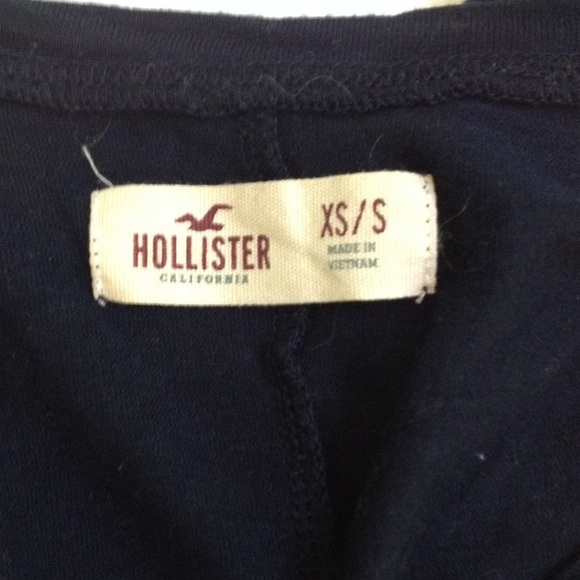 HOLLISTER
CALIFORNIA
XS/S
MADE IN
VIETNAM